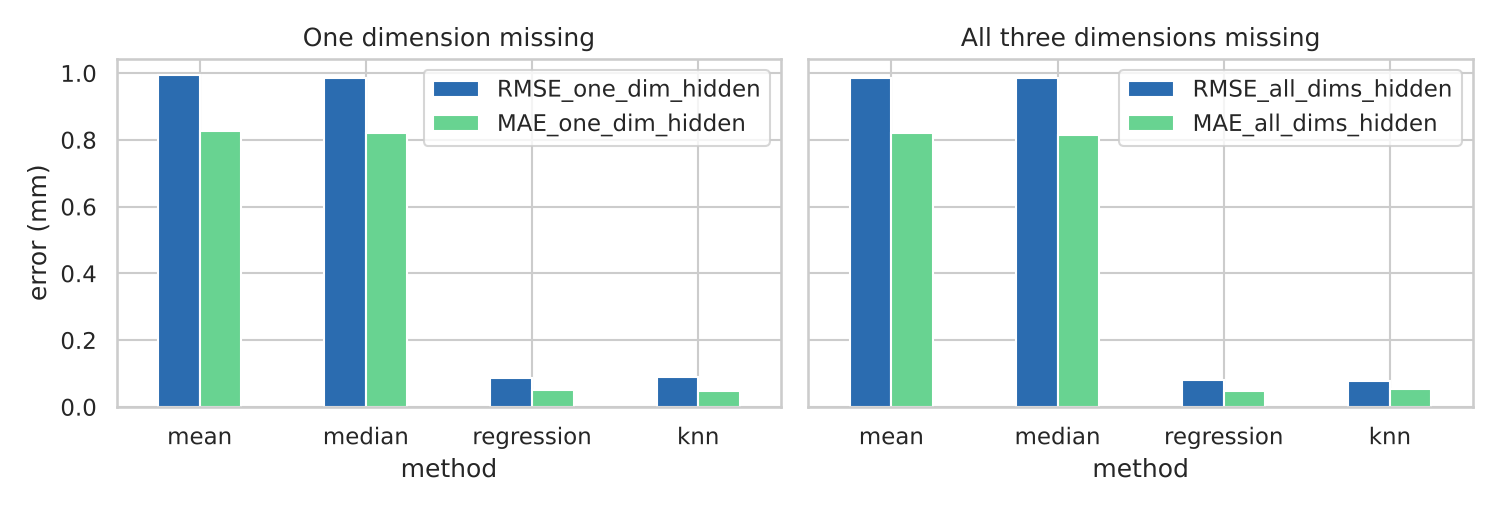 One dimension missing
RMSE_one_dim_hidden
MAE_one_dim_hidden
error (mm)
1.0
0.8
0.6
0.4
0.2
0.0
mean median regression knn
method
All three dimensions missing
RMSE_all_dims_hidden
MAE_all_dims_hidden
mean median regression knn
method